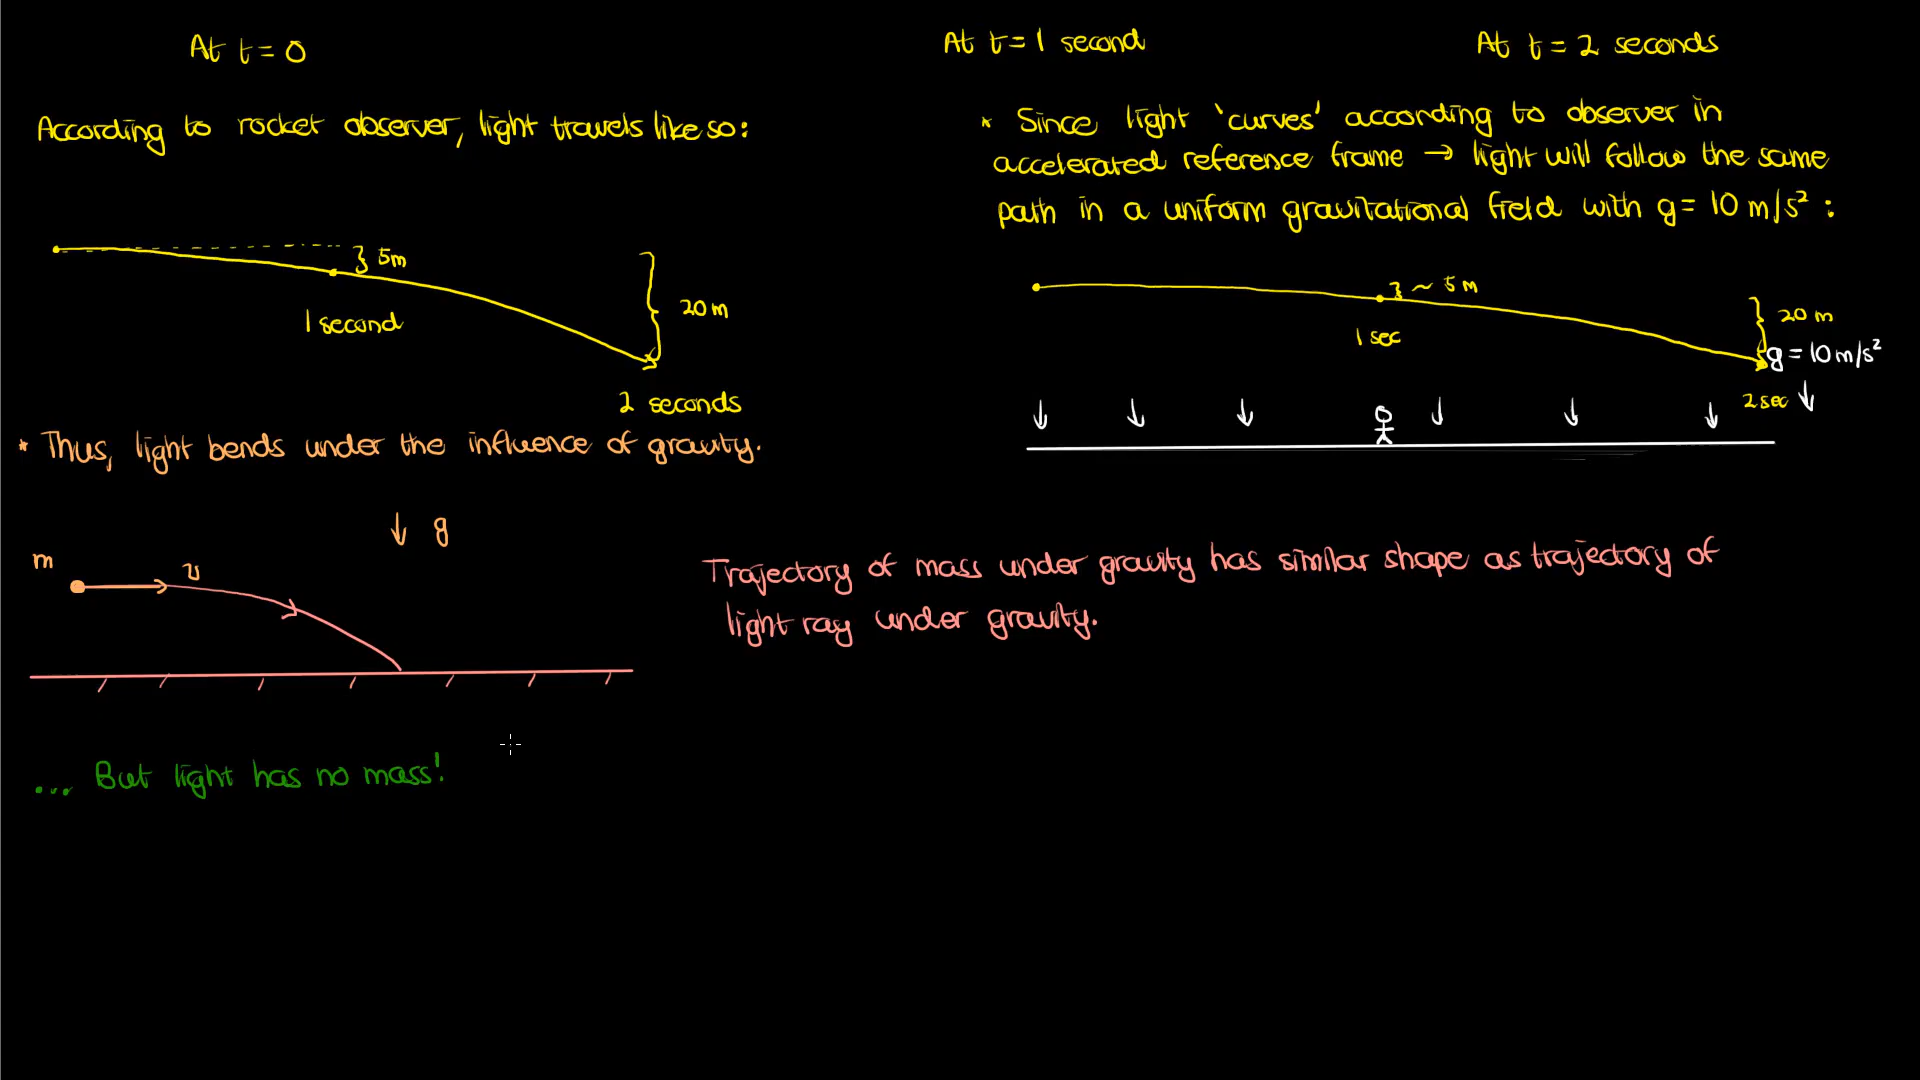 At t = 0
At t = 1 second
At t = 2 seconds
According to rocket observer, light travels like so:
5m
1 second
20 m
2 seconds
* Since light 'curves' according to observer in
accelerated reference frame → light will follow the same
path in a uniform gravitational field with g = 10 m/s² :
~ 5 m
1 sec
20 m
g = 10 m/s²
2 sec
* Thus, light bends under the influence of gravity.
g
m
v
Trajectory of mass under gravity has similar shape as trajectory of
light ray under gravity.
... But light has no mass!